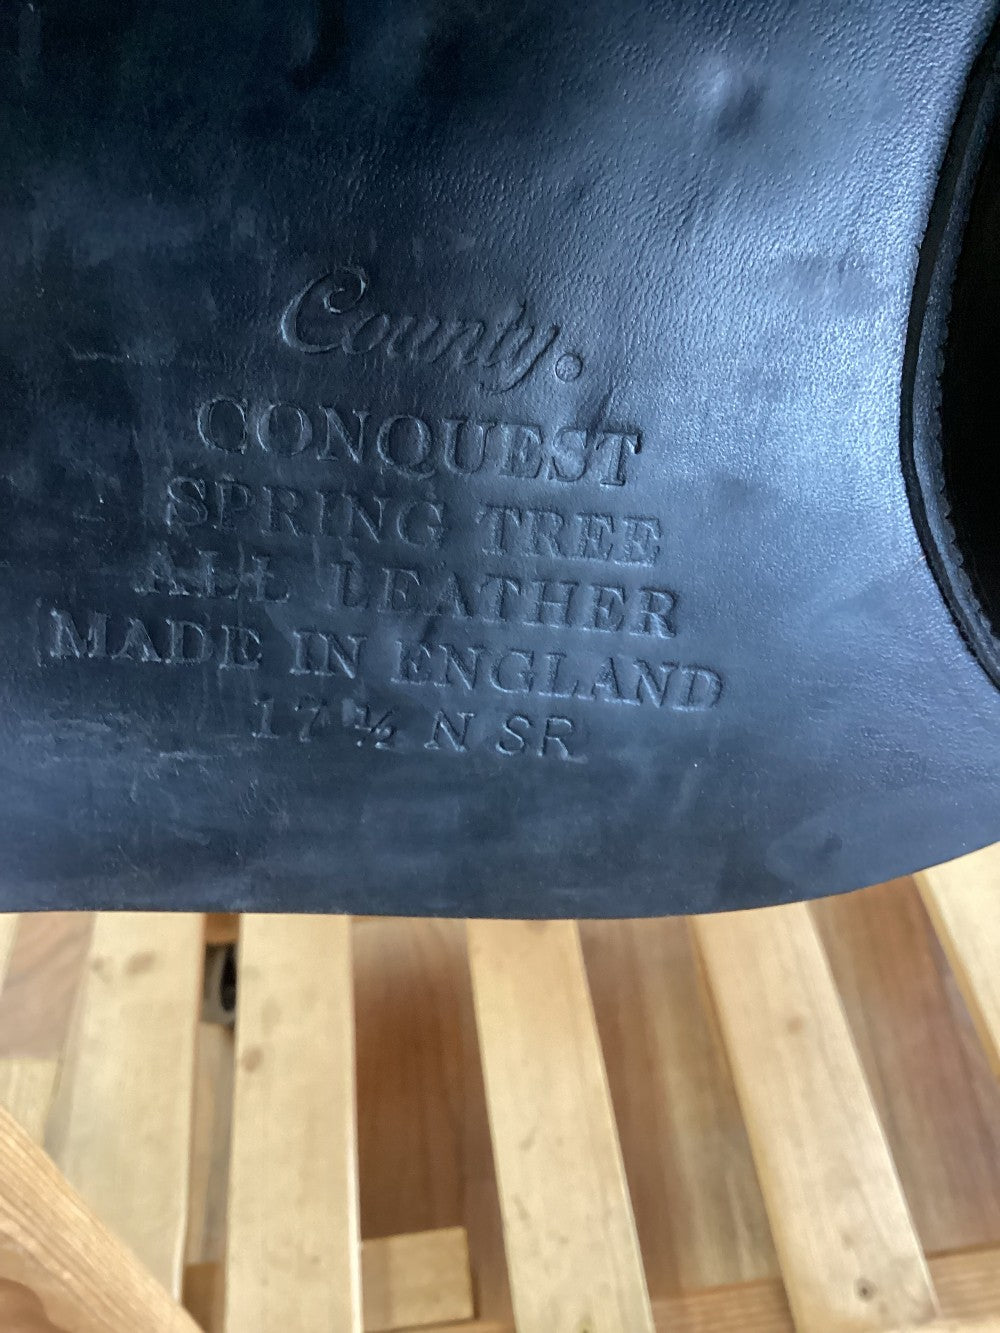 County®
CONQUEST
SPRING TREE
ALL LEATHER
MADE IN ENGLAND
17 ½ N SR